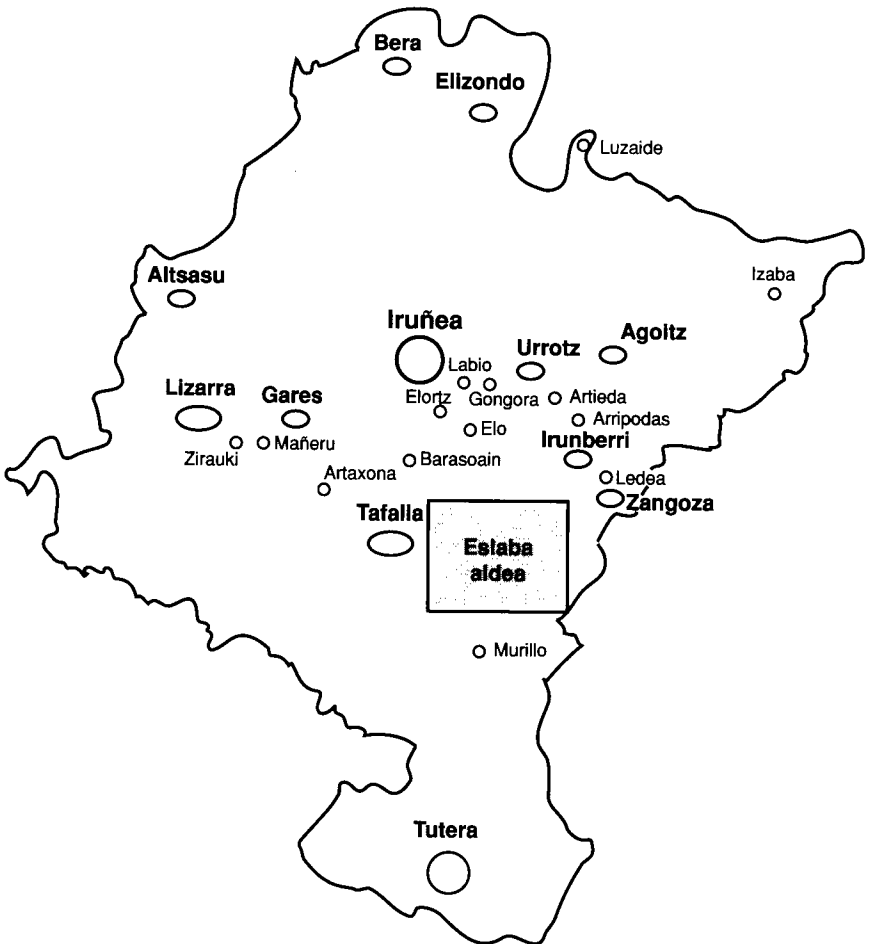 Bera
Elizondo
Luzaide
Izaba
Altsasu
Iruñea
Agoitz
Urrotz
Labio
Lizarra
Gares
Elortz
Gongora
Artieda
Arripodas
Elo
Irunberri
Zirauki
Mañeru
Barasoain
Artaxona
Ledea
Zangoza
Tafalla
Eslaba
aldea
Murillo
Tutera